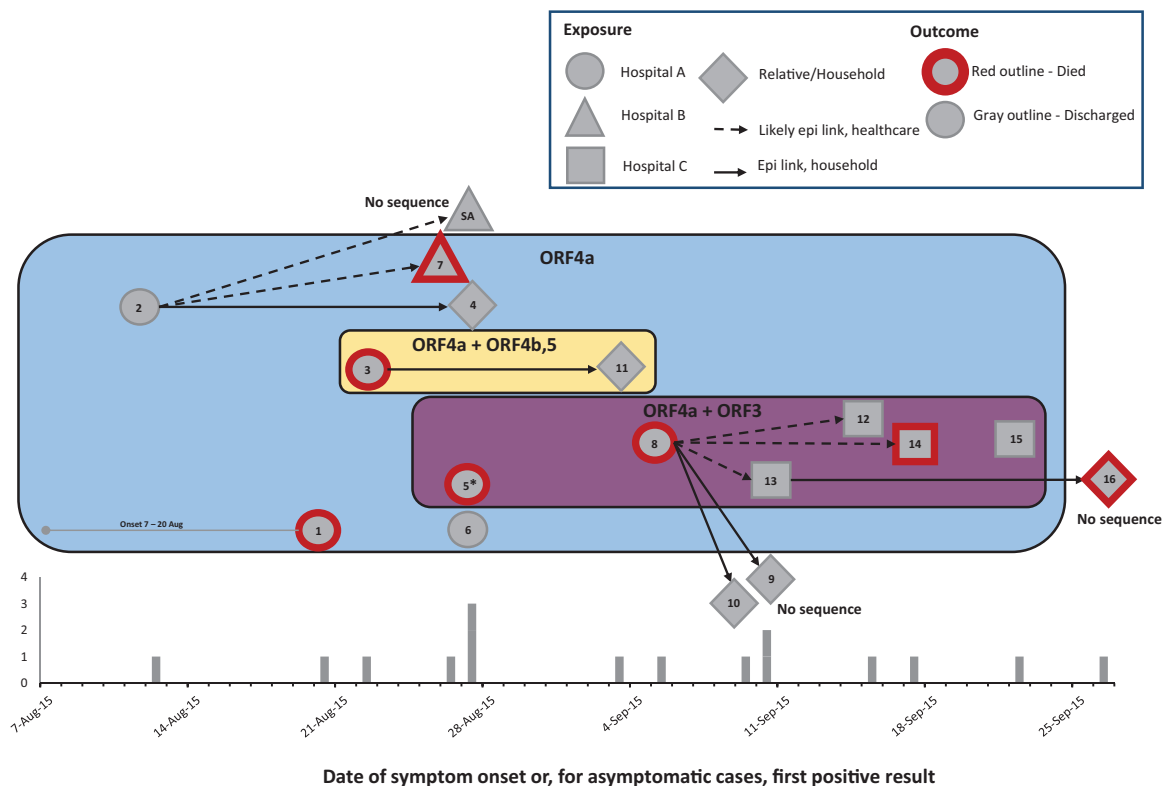 Exposure
Outcome
Hospital A
Relative/Household
Red outline - Died
Hospital B
Likely epi link, healthcare
Gray outline - Discharged
Hospital C
Epi link, household
No sequence
SA
ORF4a
7
2
4
ORF4a + ORF4b,5
3
11
ORF4a + ORF3
12
8
14
15
5*
13
16
No sequence
Onset 7 – 20 Aug
1
6
9
10
No sequence
4
3
2
1
0
7-Aug-15
14-Aug-15
21-Aug-15
28-Aug-15
4-Sep-15
11-Sep-15
18-Sep-15
25-Sep-15
Date of symptom onset or, for asymptomatic cases, first positive result